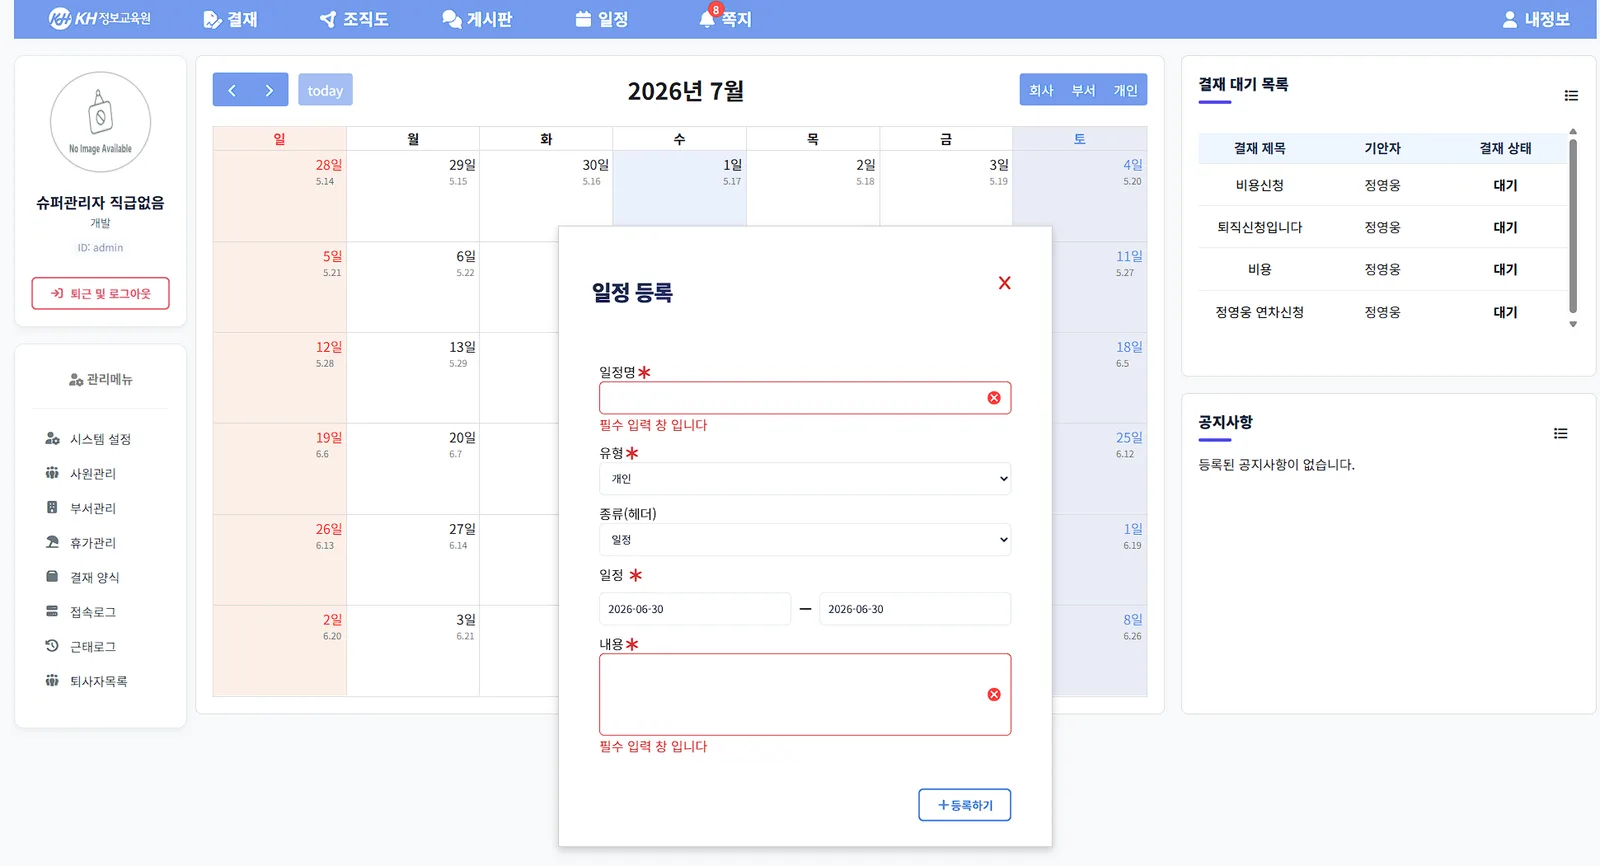 KH 정보교육원 결재 조직도 게시판 일정 8 쪽지 내정보
No Image Available
슈퍼관리자 직급없음
개발
ID: admin
퇴근 및 로그아웃
관리메뉴
시스템 설정
사원관리
부서관리
휴가관리
결재 양식
접속로그
근태로그
퇴사자목록
today 2026년 7월 회사 부서 개인
일 월 화 수 목 금 토
28일 29일 30일 1일 2일 3일 4일
5.14 5.15 5.16 5.17 5.18 5.19 5.20
5일 6일 11일
5.21 5.22 5.27
12일 13일 18일
5.28 5.29 6.5
19일 20일 25일
6.6 6.7 6.12
26일 27일 1일
6.13 6.14 6.19
2일 3일 8일
6.20 6.21 6.26
일정 등록 X
일정명*
필수 입력 창 입니다
유형*
개인
종류(헤더)
일정
일정 *
2026-06-30 — 2026-06-30
내용*
필수 입력 창 입니다
+등록하기
결재 대기 목록
결재 제목 기안자 결재 상태
비용신청 정영웅 대기
퇴직신청입니다 정영웅 대기
비용 정영웅 대기
정영웅 연차신청 정영웅 대기
공지사항
등록된 공지사항이 없습니다.